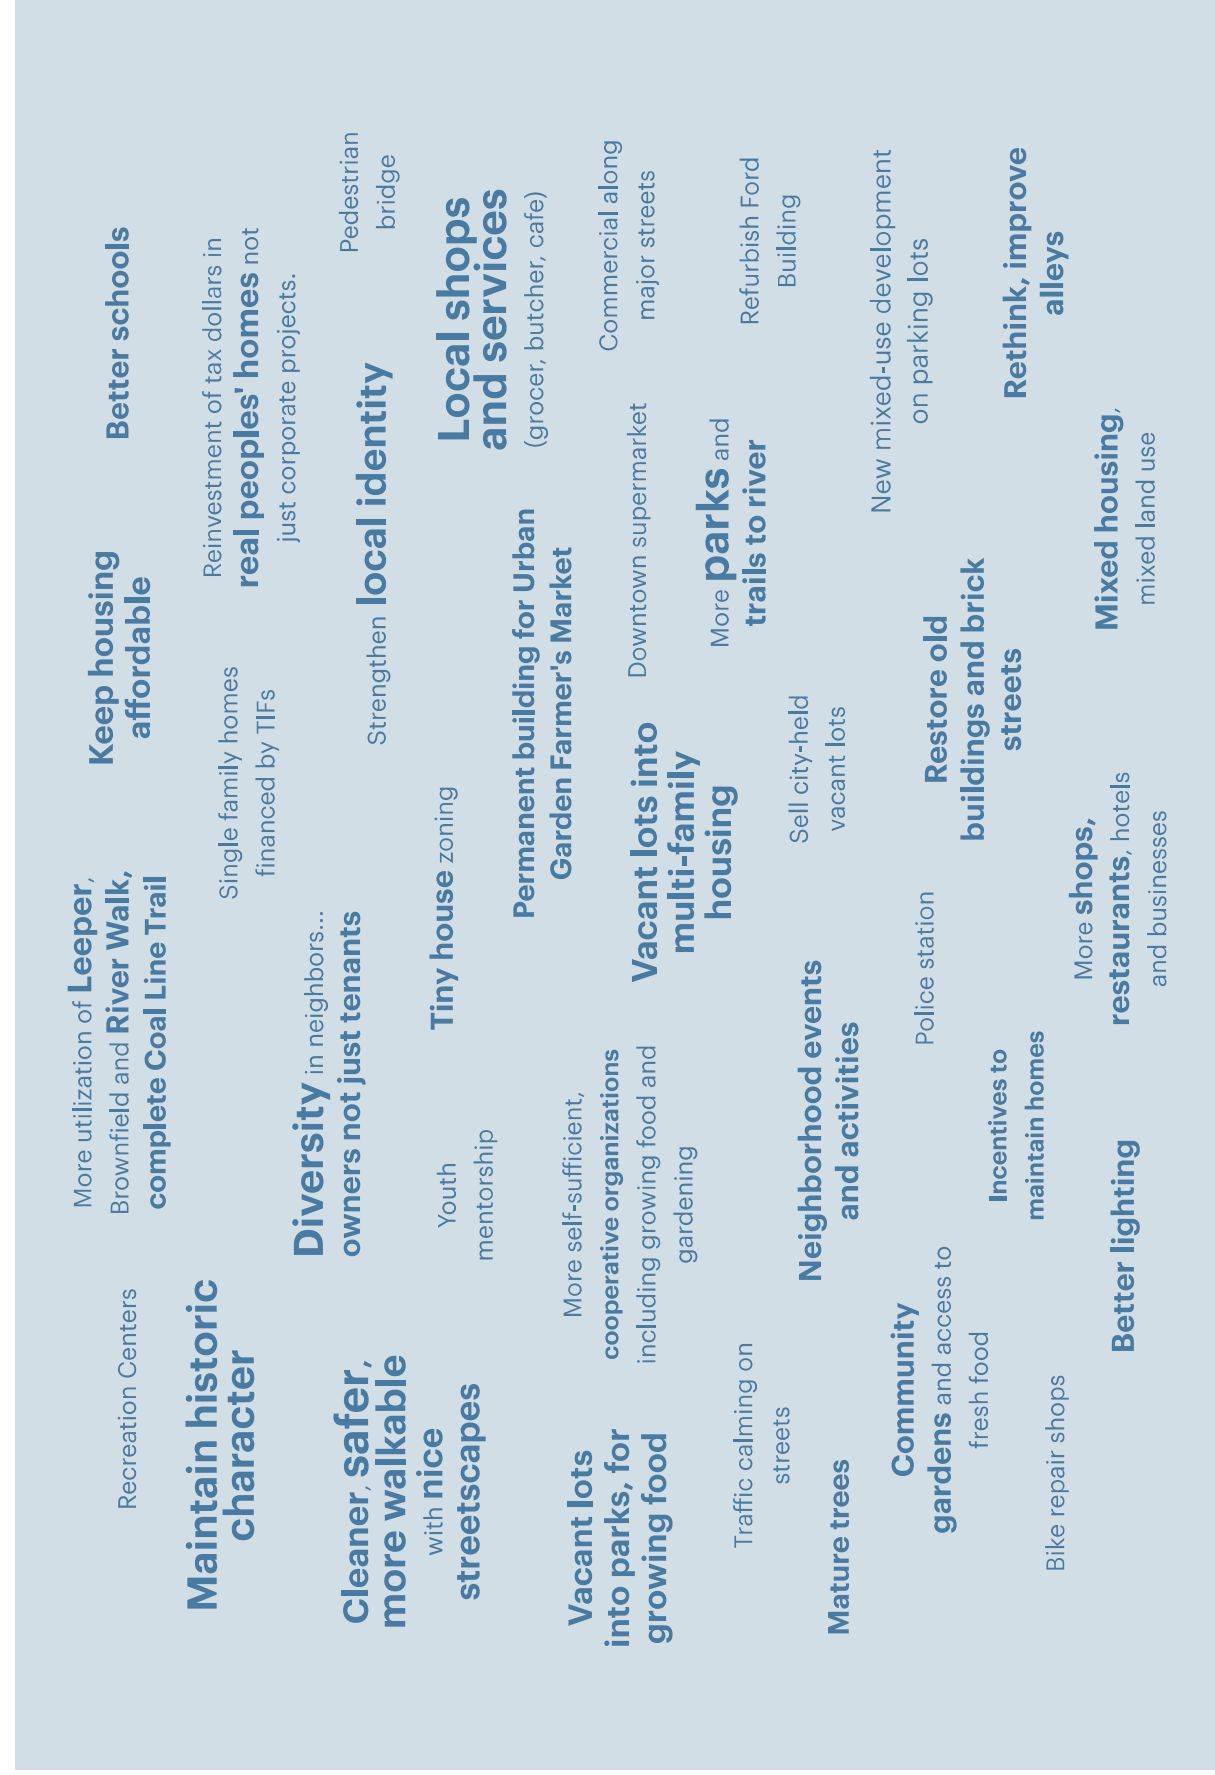 Recreation Centers
More utilization of Leeper,
Brownfield and River Walk,
complete Coal Line Trail
Keep housing
affordable
Better schools
Maintain historic
character
Single family homes
financed by TIFs
Reinvestment of tax dollars in
real peoples' homes not
just corporate projects.
Diversity in neighbors...
owners not just tenants
Strengthen local identity
Pedestrian
bridge
Cleaner, safer,
more walkable
with nice
streetscapes
Youth
mentorship
Tiny house zoning
Local shops
and services
(grocer, butcher, cafe)
Permanent building for Urban
Garden Farmer's Market
Vacant lots
into parks, for
growing food
More self-sufficient,
cooperative organizations
including growing food and
gardening
Vacant lots into
multi-family
housing
Downtown supermarket
Commercial along
major streets
More parks and
trails to river
Refurbish Ford
Building
Traffic calming on
streets
Neighborhood events
and activities
Sell city-held
vacant lots
New mixed-use development
on parking lots
Mature trees
Community
gardens and access to
fresh food
Police station
Restore old
buildings and brick
streets
Rethink, improve
alleys
Incentives to
maintain homes
Bike repair shops
Better lighting
More shops,
restaurants, hotels
and businesses
Mixed housing,
mixed land use